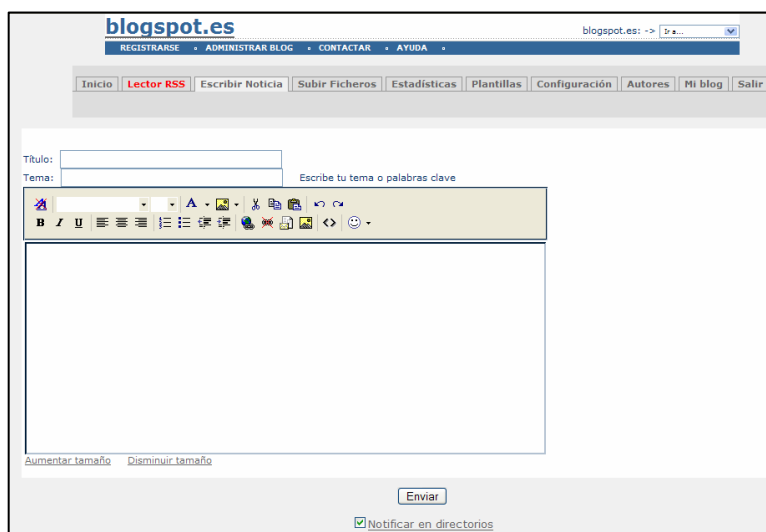 blogspot.es
blogspot.es: -> Ir a...
REGISTRARSE ADMINISTRAR BLOG CONTACTAR AYUDA
Inicio Lector RSS Escribir Noticia Subir Ficheros Estadísticas Plantillas Configuración Autores Mi blog Salir
Título:
Tema: Escribe tu tema o palabras clave
A
B I U
Aumentar tamaño Disminuir tamaño
Enviar
Notificar en directorios